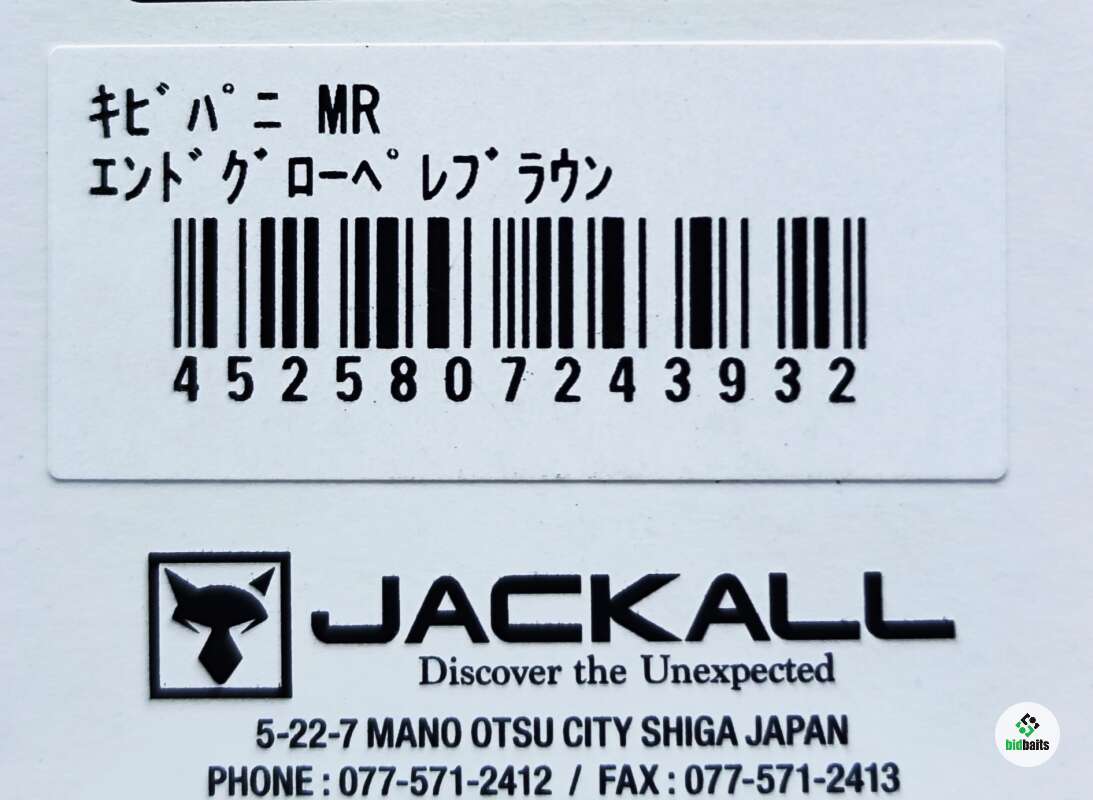 キビパニ MR
エンドグローペレブラウン
4525807243932
JACKALL
Discover the Unexpected
5-22-7 MANO OTSU CITY SHIGA JAPAN
PHONE : 077-571-2412 / FAX : 077-571-2413
bidbaits